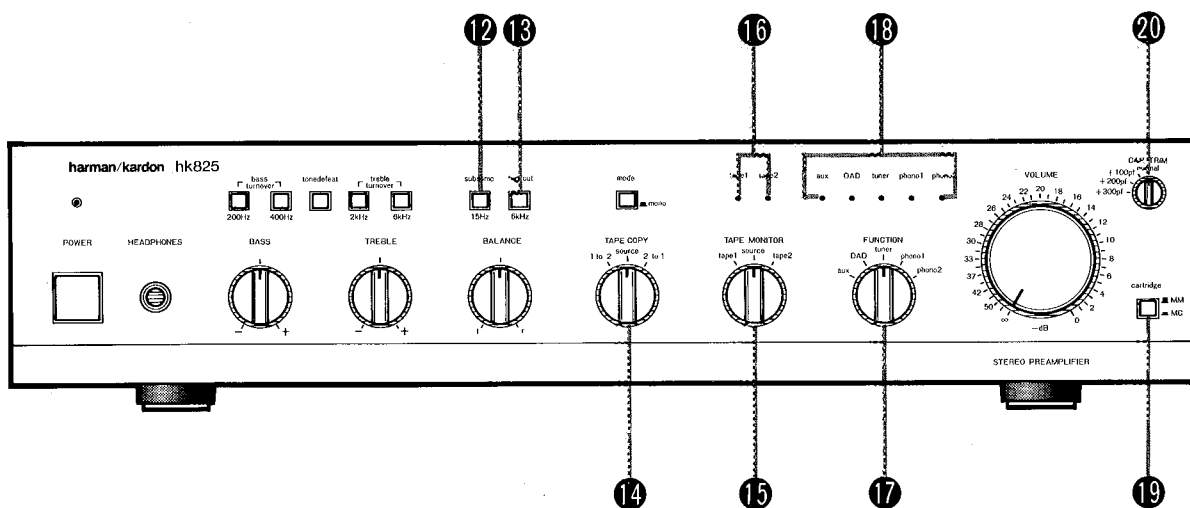 12 13 16 18 20
harman/kardon hk825
bass turnover
tonedefeat
treble turnover
200Hz 400Hz 2kHz 6kHz
15Hz 6kHz
mode
mono
tape2
aux DAD tuner phono1
VOLUME
normal
+100pf
+200pf
+300pf
POWER
HEADPHONES
BASS
- +
TREBLE
- +
BALANCE
l r
TAPE COPY
1 to 2 source 2 to 1
TAPE MONITOR
tape1 source tape2
FUNCTION
aux DAD tuner phono1 phono2
∞ 50 42 37 33 30 28 26 24 22 20 18 16 14 12 10 8 6 4 2 0
-dB
cartridge
MM
MC
STEREO PREAMPLIFIER
14 15 17 19